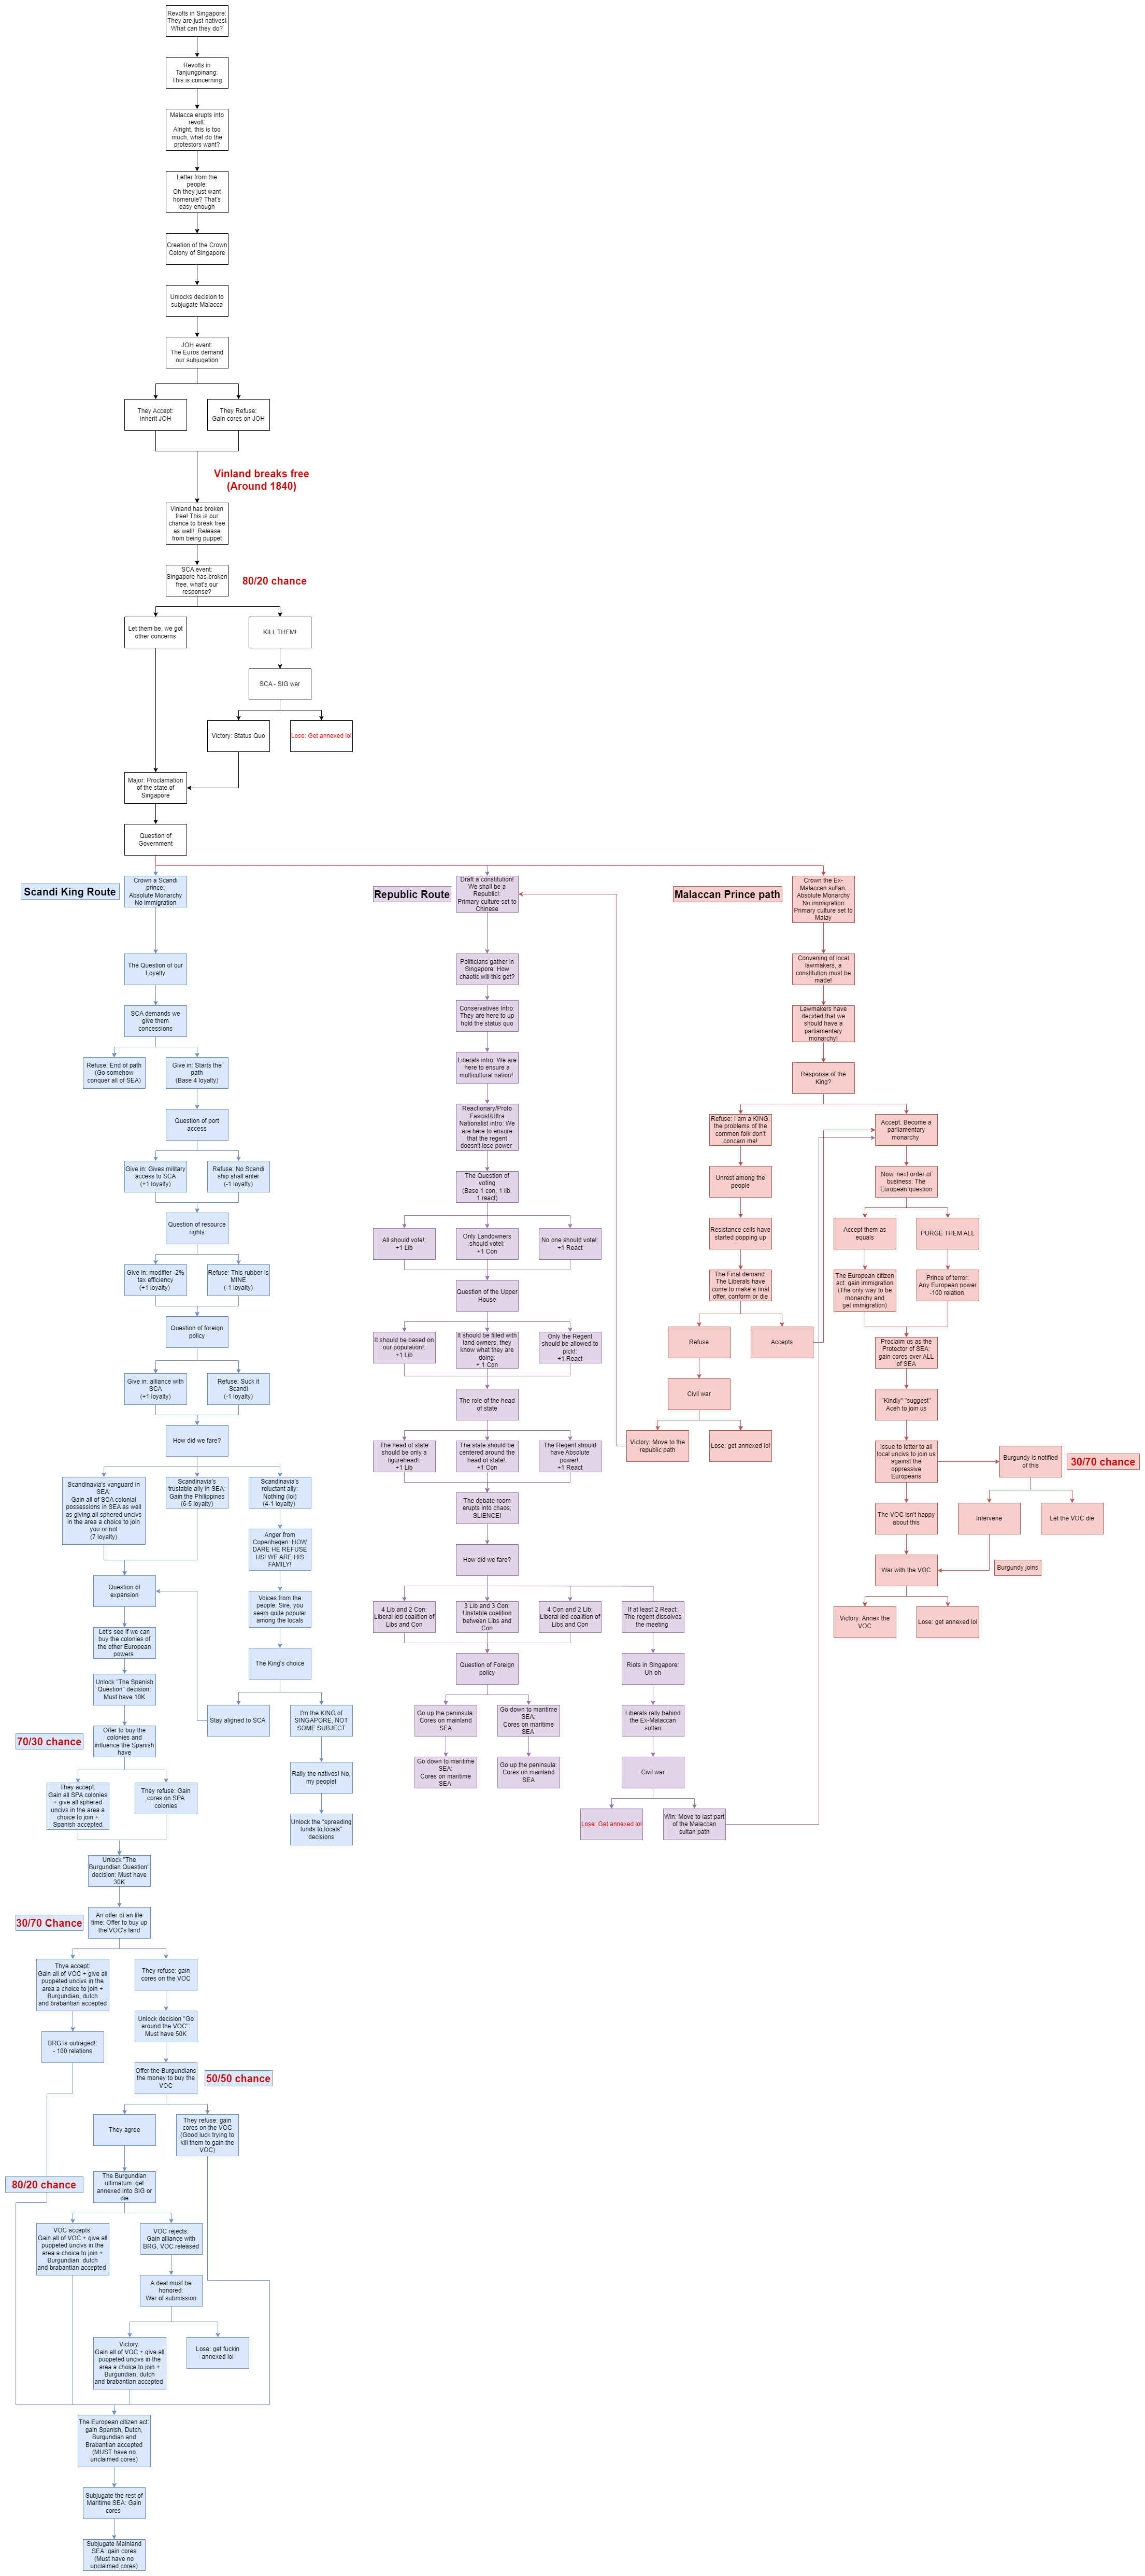 Revolts in Singapore:
They are just natives!
What can they do?
Revolts in
Tanjungpinang:
This is concerning
Malacca erupts into
revolt:
Alright, this is too
much, what do the
protestors want?
Letter from the
people:
Oh they just want
homerule? That's
easy enough
Creation of the Crown
Colony of Singapore
Unlocks decision to
subjugate Malacca
JOH event:
The Euros demand
our subjugation
They Accept:
Inherit JOH
They Refuse:
Gain cores on JOH
Vinland breaks free
(Around 1840)
Vinland has broken
free! This is our
chance to break free
as well!: Release
from being puppet
SCA event:
Singapore has broken
free, what's our
response?
80/20 chance
Let them be, we got
other concerns
KILL THEM!
SCA - SIG war
Victory: Status Quo
Lose: Get annexed lol
Major: Proclamation
of the state of
Singapore
Question of
Government
Scandi King Route
Crown a Scandi
prince:
Absolute Monarchy
No immigration
The Question of our
Loyalty
SCA demands we
give them
concessions
Refuse: End of path
(Go somehow
conquer all of SEA)
Give in: Starts the
path
(Base 4 loyalty)
Question of port
access
Give in: Gives military
access to SCA
(+1 loyalty)
Refuse: No Scandi
ship shall enter
(-1 loyalty)
Question of resource
rights
Give in: modifier -2%
tax efficiency
(+1 loyalty)
Refuse: This rubber is
MINE
(-1 loyalty)
Question of foreign
policy
Give in: alliance with
SCA
(+1 loyalty)
Refuse: Suck it
Scandi
(-1 loyalty)
How did we fare?
Scandinavia's
vanguard in
SEA:
Gain all of SCA colonial
possessions in SEA as well
as giving all sphered uncivs
in the area a choice to join
you or not
(7 loyalty)
Scandinavia's
trustable ally in SEA:
Gain the Philippines
(6-5 loyalty)
Scandinavia's
reluctant ally:
Nothing (lol)
(4-1 loyalty)
Anger from
Copenhagen: HOW
DARE HE REFUSE
US! WE ARE HIS
FAMILY!
Question of
expansion
Voices from the
people: Sire, you
seem quite popular
among the locals
Let's see if we can
buy the colonies of
the other European
powers
The King's choice
Unlock "The Spanish
Question" decision:
Must have 10K
Stay aligned to SCA
I'm the KING of
SINGAPORE, NOT
SOME SUBJECT
70/30 chance
Offer to buy the
colonies and
influence the Spanish
have
Rally the natives! No,
my people!
They accept:
Gain all SPA colonies
+ give all sphered
uncivs in the area a
choice to join +
Spanish accepted
They refuse: Gain
cores on SPA
colonies
Unlock the "spreading
funds to locals"
decisions
Unlock "The
Burgundian Question"
decision: Must have
30K
30/70 Chance
An offer of an life
time: Offer to buy up
the VOC's land
Thye accept:
Gain all of VOC + give all
puppeted uncivs in the
area a choice to join +
Burgundian, dutch
and brabantian accepted
They refuse: gain
cores on the VOC
BRG is outraged!:
- 100 relations
Unlock decision "Go
around the VOC":
Must have 50K
Offer the Burgundians
the money to buy the
VOC
50/50 chance
They agree
They refuse: gain
cores on the VOC
(Good luck trying to
kill them to gain the
VOC)
80/20 chance
The Burgundian
ultimatum: get
annexed into SIG or
die
VOC accepts:
Gain all of VOC + give all
puppeted uncivs in the
area a choice to join +
Burgundian, dutch
and brabantian accepted
VOC rejects:
Gain alliance with
BRG, VOC released
A deal must be
honored:
War of submission
Victory:
Gain all of VOC + give all
puppeted uncivs in the
area a choice to join +
Burgundian, dutch
and brabantian accepted
Lose: get fuckin
annexed lol
The European citizen act:
gain Spanish, Dutch,
Burgundian and
Brabantian accepted
(MUST have no
unclaimed cores)
Subjugate the rest of
Maritime SEA: Gain
cores
Subjugate Mainland
SEA: gain cores
(Must have no
unclaimed cores)
Republic Route
Draft a constitution!
We shall be a
Republic!:
Primary culture set to
Chinese
Politicians gather in
Singapore: How
chaotic will this get?
Conservatives Intro:
They are here to up
hold the status quo
Liberals intro: We are
here to ensure a
multicultural nation!
Reactionary/Proto
Fascist/Ultra
Nationalist intro: We
are here to ensure
that the regent
doesn't lose power
The Question of
voting
(Base 1 con, 1 lib,
1 react)
All should vote!:
+1 Lib
Only Landowners
should vote!:
+1 Con
No one should vote!:
+1 React
Question of the Upper
House
It should be based on
our population!:
+1 Lib
It should be filled with
land owners, they
know what they are
doing:
+ 1 Con
Only the Regent
should be allowed to
pick!:
+1 React
The role of the head
of state
The head of state
should be only a
figurehead!:
+1 Lib
The state should be
centered around the
head of state!:
+1 Con
The Regent should
have Absolute
power!:
+1 React
The debate room
erupts into chaos;
SLIENCE!
How did we fare?
4 Lib and 2 Con:
Liberal led coalition of
Libs and Con
3 Lib and 3 Con:
Unstable coalition
between Libs and
Con
4 Con and 2 Lib:
Liberal led coalition of
Libs and Con
If at least 2 React:
The regent dissolves
the meeting
Question of Foreign
policy
Riots in Singapore:
Uh oh
Go up the peninsula:
Cores on mainland
SEA
Go down to maritime
SEA:
Cores on maritime
SEA
Liberals rally behind
the Ex-Malaccan
sultan
Go down to maritime
SEA:
Cores on maritime
SEA
Go up the peninsula:
Cores on mainland
SEA
Civil war
Lose: Get annexed lol
Win: Move to last part
of the Malaccan
sultan path
Malaccan Prince path
Crown the Ex-
Malaccan sultan:
Absolute Monarchy
No immigration
Primary culture set to
Malay
Convening of local
lawmakers, a
constitution must be
made!
Lawmakers have
decided that we
should have a
parliamentary
monarchy!
Response of the
King?
Refuse: I am a KING,
the problems of the
common folk don't
concern me!
Accept: Become a
parliamentary
monarchy
Unrest among the
people
Now, next order of
business: The
European question
Resistance cells have
started popping up
Accept them as
equals
PURGE THEM ALL
The Final demand:
The Liberals have
come to make a final
offer, conform or die
The European citizen
act: gain immigration
(The only way to be
monarchy and
get immigration)
Prince of terror:
Any European power
-100 relation
Refuse
Accepts
Proclaim us as the
Protector of SEA:
gain cores over ALL
of SEA
Civil war
"Kindly" "suggest"
Aceh to join us
Victory: Move to the
republic path
Lose: get annexed lol
Issue to letter to all
local uncivs to join us
against the
oppressive
Europeans
Burgundy is notified
of this
30/70 chance
The VOC isn't happy
about this
Intervene
Let the VOC die
War with the VOC
Burgundy joins
Victory: Annex the
VOC
Lose: get annexed lol